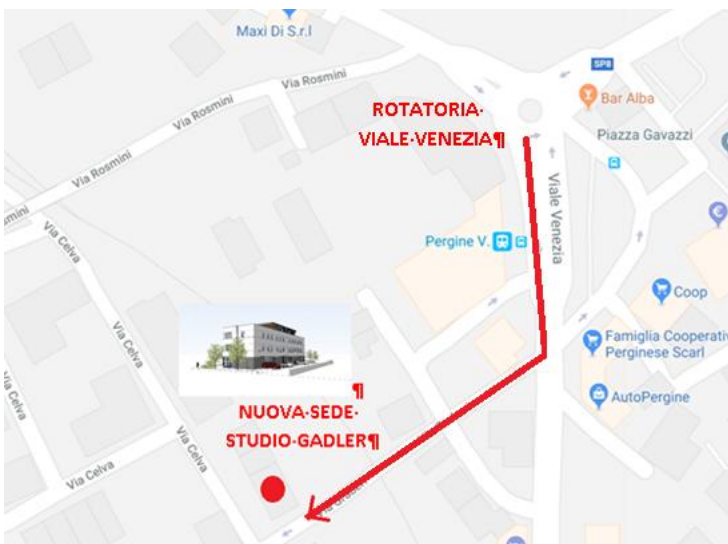 Maxi Di S.r.l
SP8
Via Rosmini
Bar Alba
ROTATORIA·
VIALE·VENEZIA¶
Via Rosmini
Piazza Gavazzi
Via Rosmini
Viale Venezia
Via Celva
Pergine V.
Coop
Via Celva
Famiglia Cooperativ
Perginese Scarl
¶
NUOVA·SEDE·
STUDIO·GADLER¶
AutoPergine
Via Celva
Via Celva
Via Celva